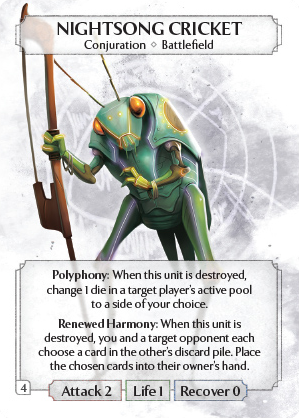 NIGHTSONG CRICKET
Conjuration ◇ Battlefield
Polyphony: When this unit is destroyed,
change 1 die in a target player's active pool
to a side of your choice.
Renewed Harmony: When this unit is
destroyed, you and a target opponent each
choose a card in the other's discard pile. Place
the chosen cards into their owner's hand.
4
Attack 2 Life 1 Recover 0